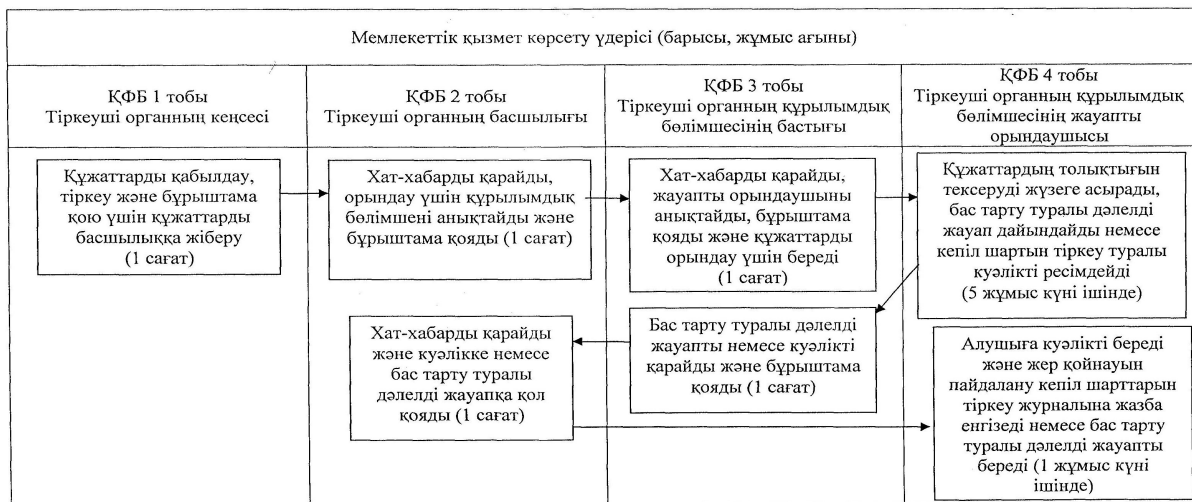 Мемлекеттік қызмет көрсету үдерісі (барысы, жұмыс ағыны)
ҚФБ 1 тобы
Тіркеуші органның кеңсесі
ҚФБ 2 тобы
Тіркеуші органның басшылығы
ҚФБ 3 тобы
Тіркеуші органның құрылымдық
бөлімшесінің бастығы
ҚФБ 4 тобы
Тіркеуші органның құрылымдық
бөлімшесінің жауапты
орындаушысы
Құжаттарды қабылдау,
тіркеу және бұрыштама
қою үшін құжаттарды
басшылыққа жіберу
(1 сағат)
Хат-хабарды қарайды,
орындау үшін құрылымдық
бөлімшені анықтайды және
бұрыштама қояды (1 сағат)
Хат-хабарды қарайды,
жауапты орындаушыны
анықтайды, бұрыштама
қояды және құжаттарды
орындау үшін береді
(1 сағат)
Құжаттардың толықтығын
тексеруді жүзеге асырады,
бас тарту туралы дәлелді
жауап дайындайды немесе
кепіл шартын тіркеу туралы
куәлікті ресімдейді
(5 жұмыс күні ішінде)
Хат-хабарды қарайды
және куәлікке немесе
бас тарту туралы
дәлелді жауапқа қол
қояды (1 сағат)
Бас тарту туралы дәлелді
жауапты немесе куәлікті
қарайды және бұрыштама
қояды (1 сағат)
Алушыға куәлікті береді
және жер қойнауын
пайдалану кепіл шарттарын
тіркеу журналына жазба
енгізеді немесе бас тарту
туралы дәлелді жауапты
береді (1 жұмыс күні
ішінде)